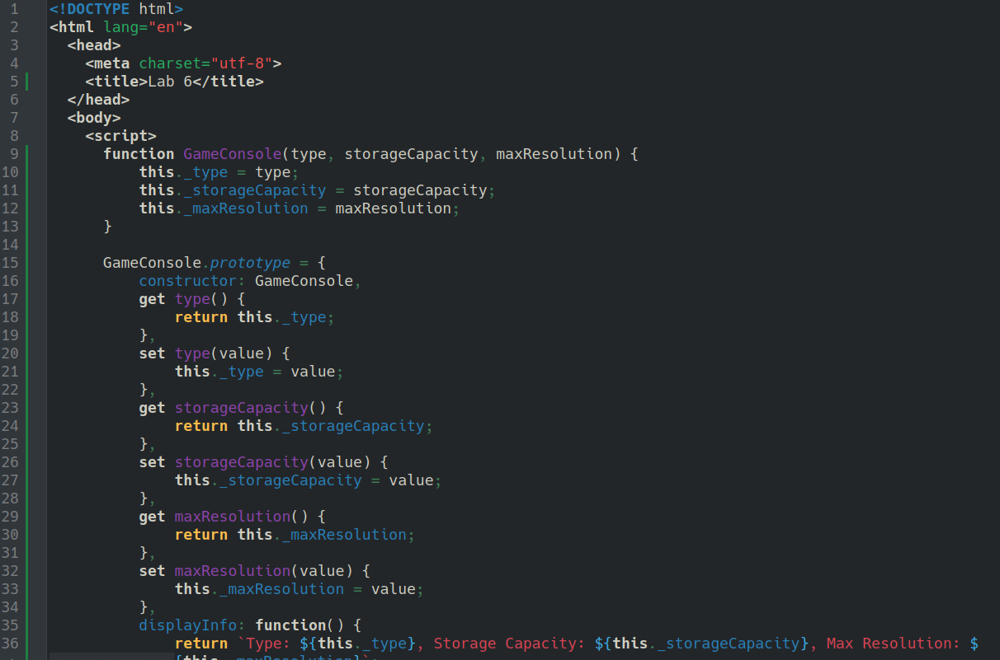 1 <!DOCTYPE html>
2 <html lang="en">
3   <head>
4     <meta charset="utf-8">
5     <title>Lab 6</title>
6   </head>
7   <body>
8     <script>
9       function GameConsole(type, storageCapacity, maxResolution) {
10           this._type = type;
11           this._storageCapacity = storageCapacity;
12           this._maxResolution = maxResolution;
13       }
14
15       GameConsole.prototype = {
16           constructor: GameConsole,
17           get type() {
18               return this._type;
19           },
20           set type(value) {
21               this._type = value;
22           },
23           get storageCapacity() {
24               return this._storageCapacity;
25           },
26           set storageCapacity(value) {
27               this._storageCapacity = value;
28           },
29           get maxResolution() {
30               return this._maxResolution;
31           },
32           set maxResolution(value) {
33               this._maxResolution = value;
34           },
35           displayInfo: function() {
36               return `Type: ${this._type}, Storage Capacity: ${this._storageCapacity}, Max Resolution: $
{this._maxResolution}`;